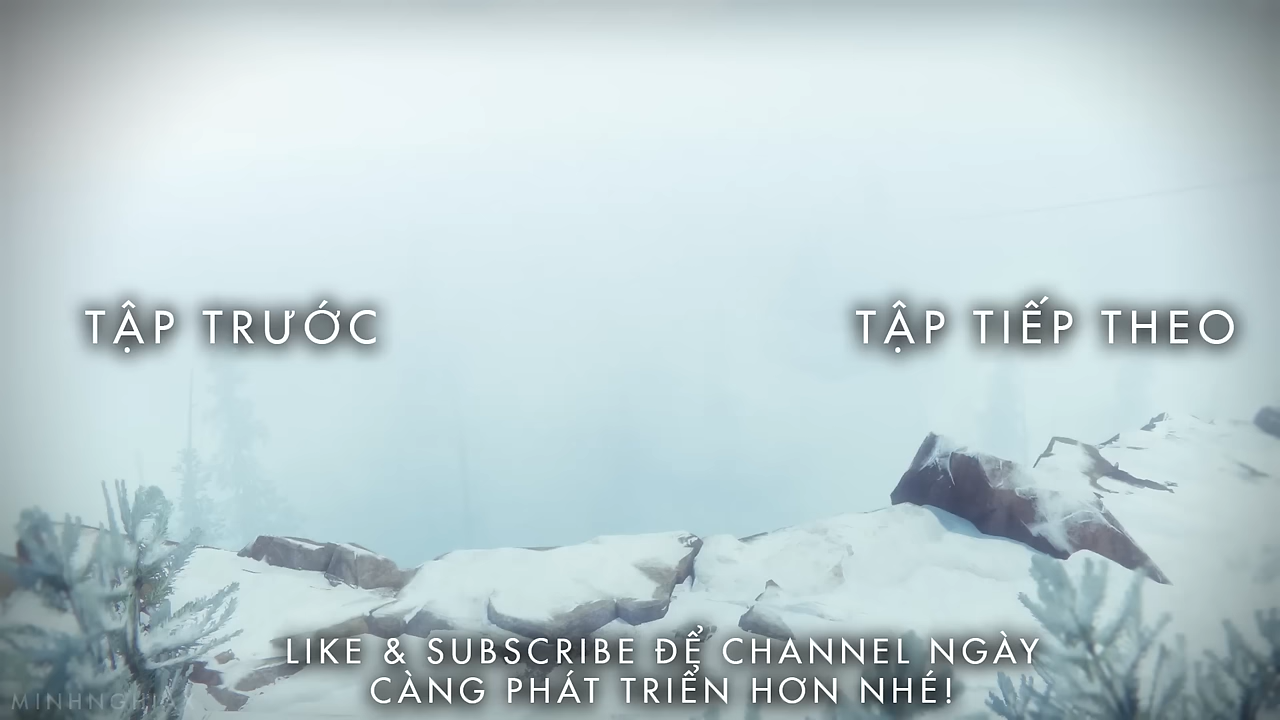 TẬP TRƯỚC
TẬP TIẾP THEO
LIKE & SUBSCRIBE ĐỂ CHANNEL NGÀY
CÀNG PHÁT TRIỂN HƠN NHÉ!
MINHNGHIA